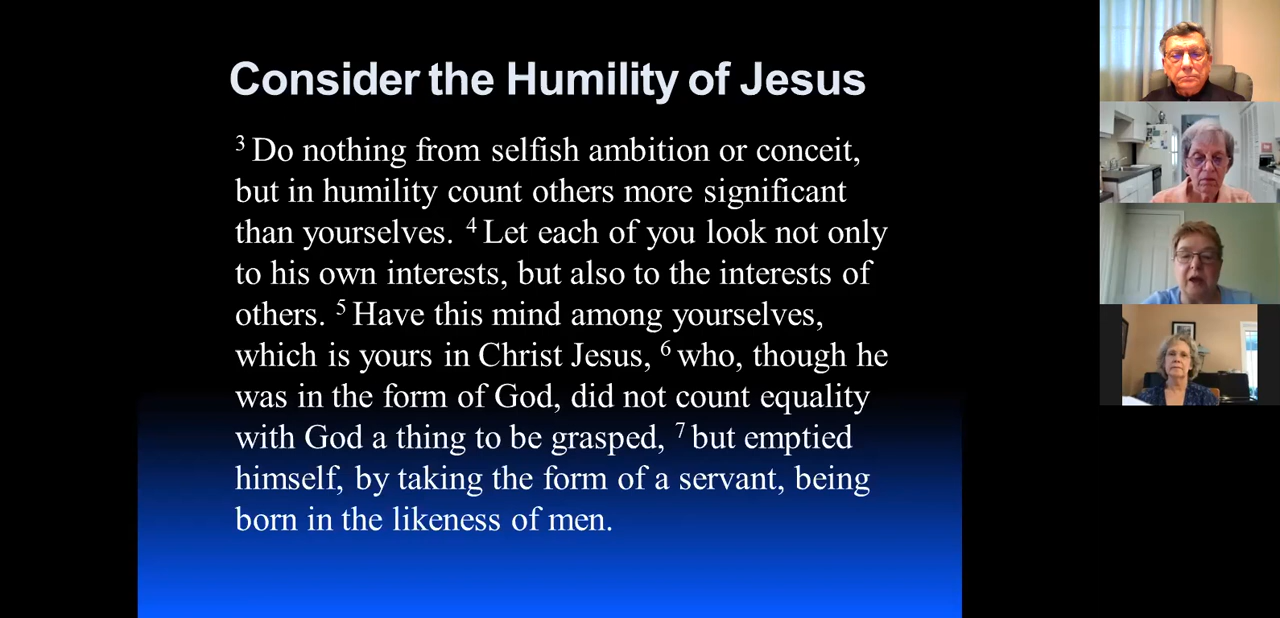 Consider the Humility of Jesus
³ Do nothing from selfish ambition or conceit,
but in humility count others more significant
than yourselves. ⁴ Let each of you look not only
to his own interests, but also to the interests of
others. ⁵ Have this mind among yourselves,
which is yours in Christ Jesus, ⁶ who, though he
was in the form of God, did not count equality
with God a thing to be grasped, ⁷ but emptied
himself, by taking the form of a servant, being
born in the likeness of men.